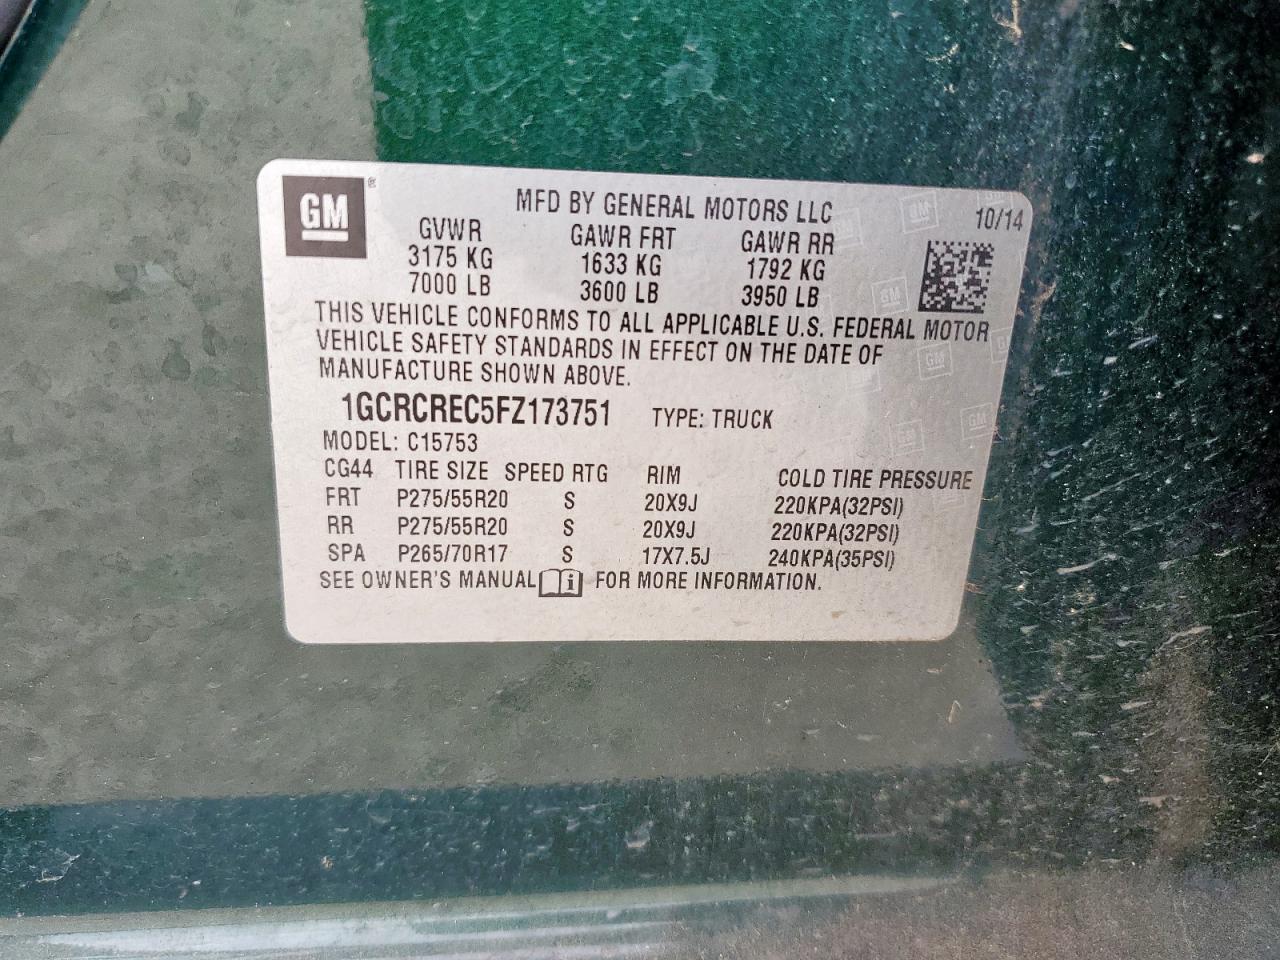 GM®
MFD BY GENERAL MOTORS LLC 10/14
GVWR GAWR FRT GAWR RR
3175 KG 1633 KG 1792 KG
7000 LB 3600 LB 3950 LB
THIS VEHICLE CONFORMS TO ALL APPLICABLE U.S. FEDERAL MOTOR
VEHICLE SAFETY STANDARDS IN EFFECT ON THE DATE OF
MANUFACTURE SHOWN ABOVE.
1GCRCREC5FZ173751 TYPE: TRUCK
MODEL: C15753
CG44 TIRE SIZE SPEED RTG RIM COLD TIRE PRESSURE
FRT P275/55R20 S 20X9J 220KPA(32PSI)
RR P275/55R20 S 20X9J 220KPA(32PSI)
SPA P265/70R17 S 17X7.5J 240KPA(35PSI)
SEE OWNER'S MANUAL FOR MORE INFORMATION.